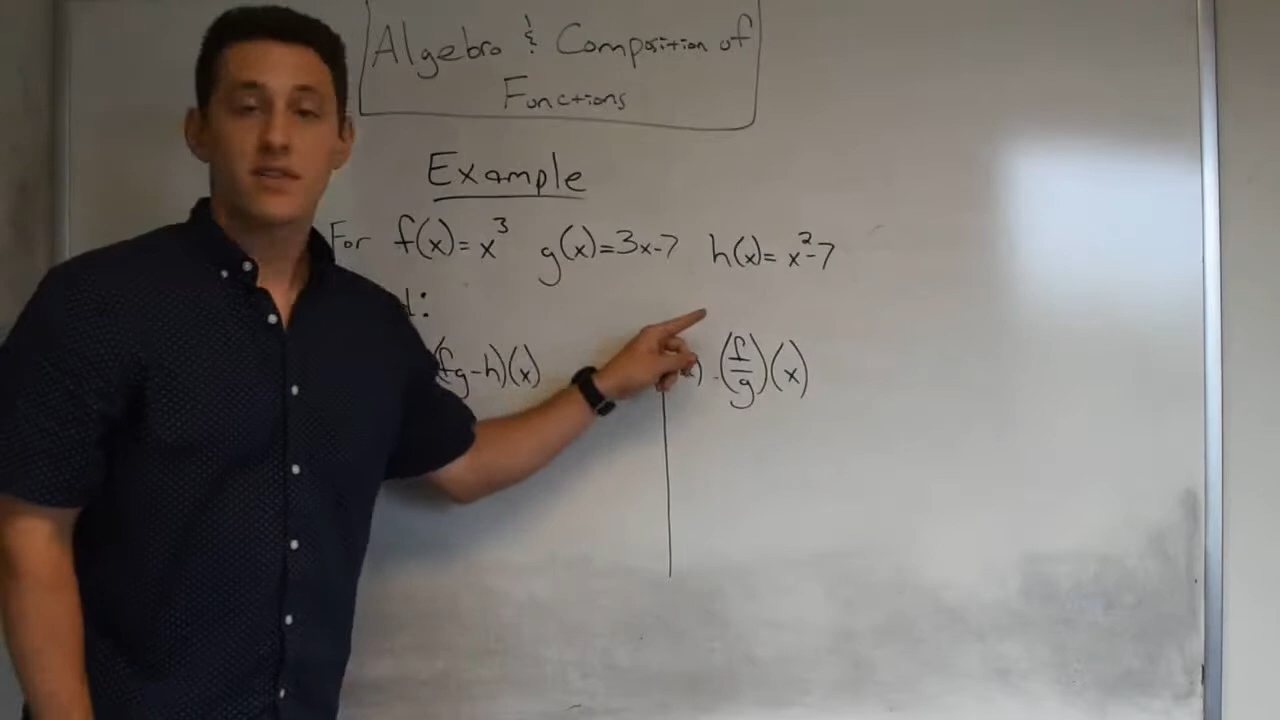 Algebra & Composition of
Functions
Example
For f(x)=x³ g(x)=3x-7 h(x)=x²-7
d:
(fg-h)(x)
(f/g)(x)